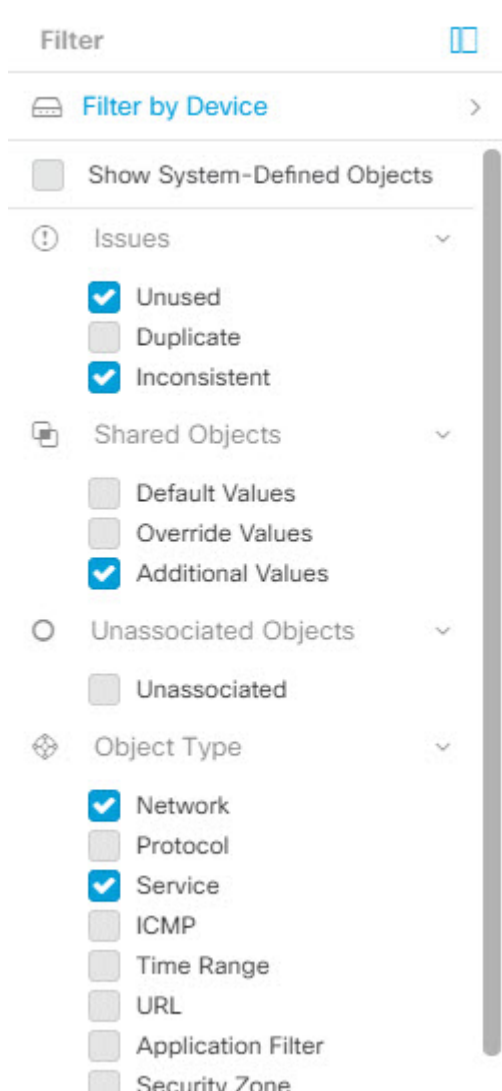 Filter
Filter by Device
Show System-Defined Objects
Issues
Unused
Duplicate
Inconsistent
Shared Objects
Default Values
Override Values
Additional Values
Unassociated Objects
Unassociated
Object Type
Network
Protocol
Service
ICMP
Time Range
URL
Application Filter
Security Zone